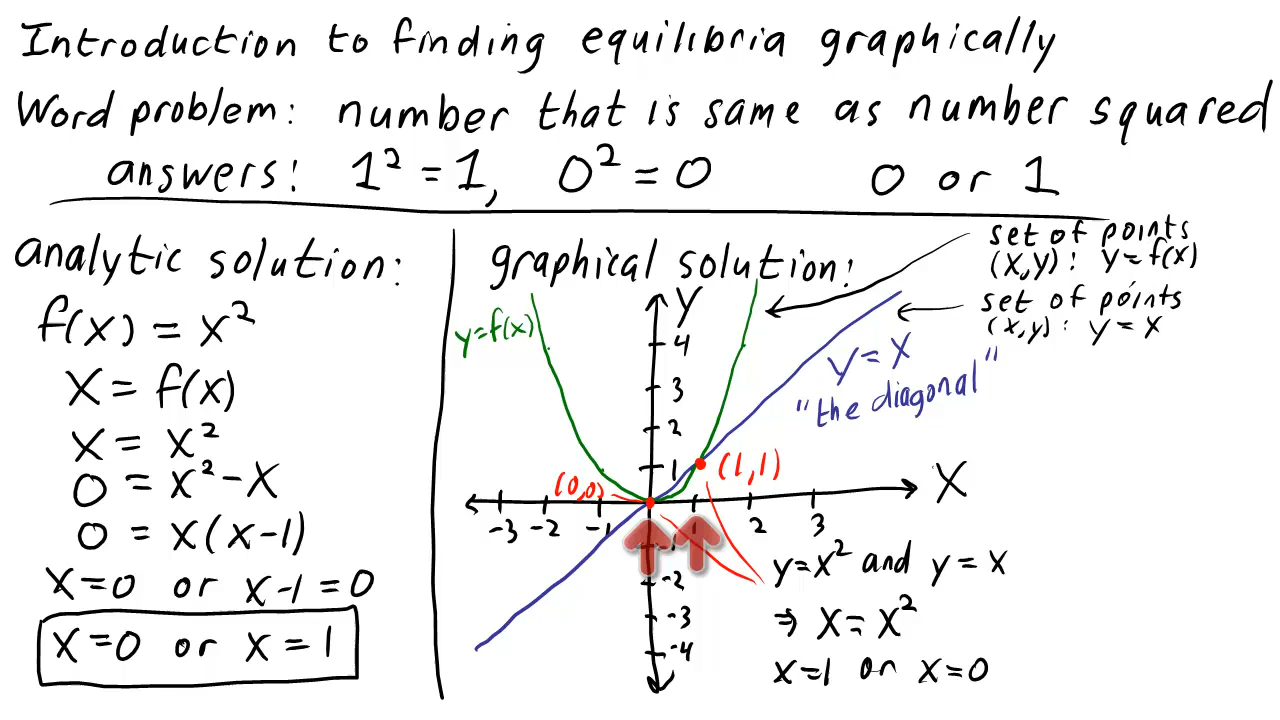 Introduction to finding equilibria graphically
Word problem: number that is same as number squared
answers: 1² = 1, 0² = 0 0 or 1
analytic solution:
f(x) = x²
x = f(x)
x = x²
0 = x² - x
0 = x(x-1)
x=0 or x-1=0
x=0 or x=1
graphical solution:
set of points
(x,y): y=f(x)
set of points
(x,y): y=x
y=f(x)
y
y=x
"the diagonal"
4
3
2
1
(1,1)
(0,0)
x
-3 -2 -1 1 2 3
-1
-2
-3
-4
y=x² and y=x
⇒ x=x²
x=1 or x=0